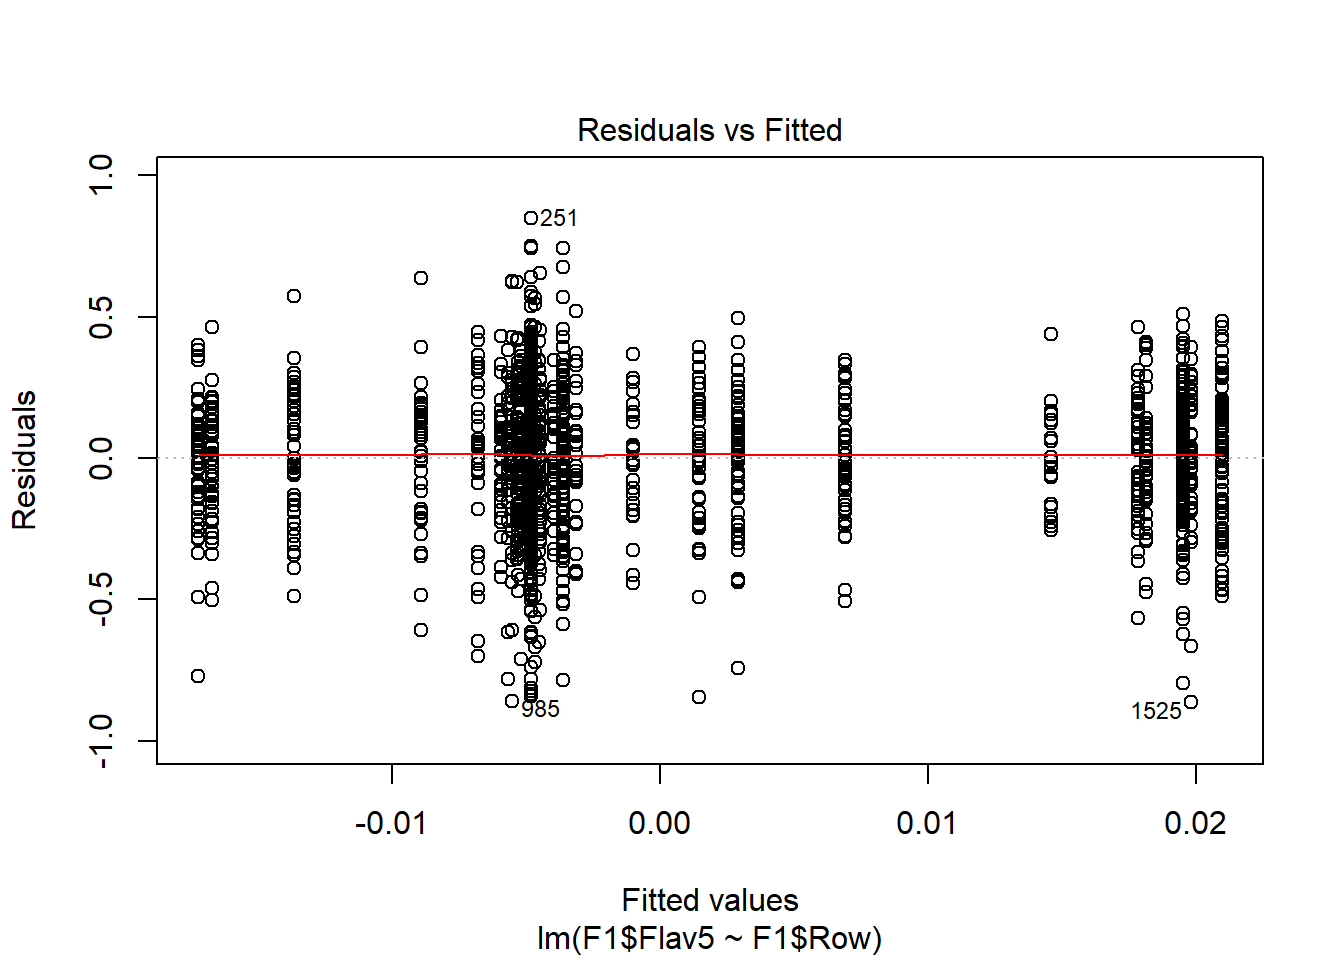 Residuals vs Fitted
Residuals
1.0
0.5
0.0
-0.5
-1.0
251
985
1525
-0.01 0.00 0.01 0.02
Fitted values
lm(F1$Flav5 ~ F1$Row)